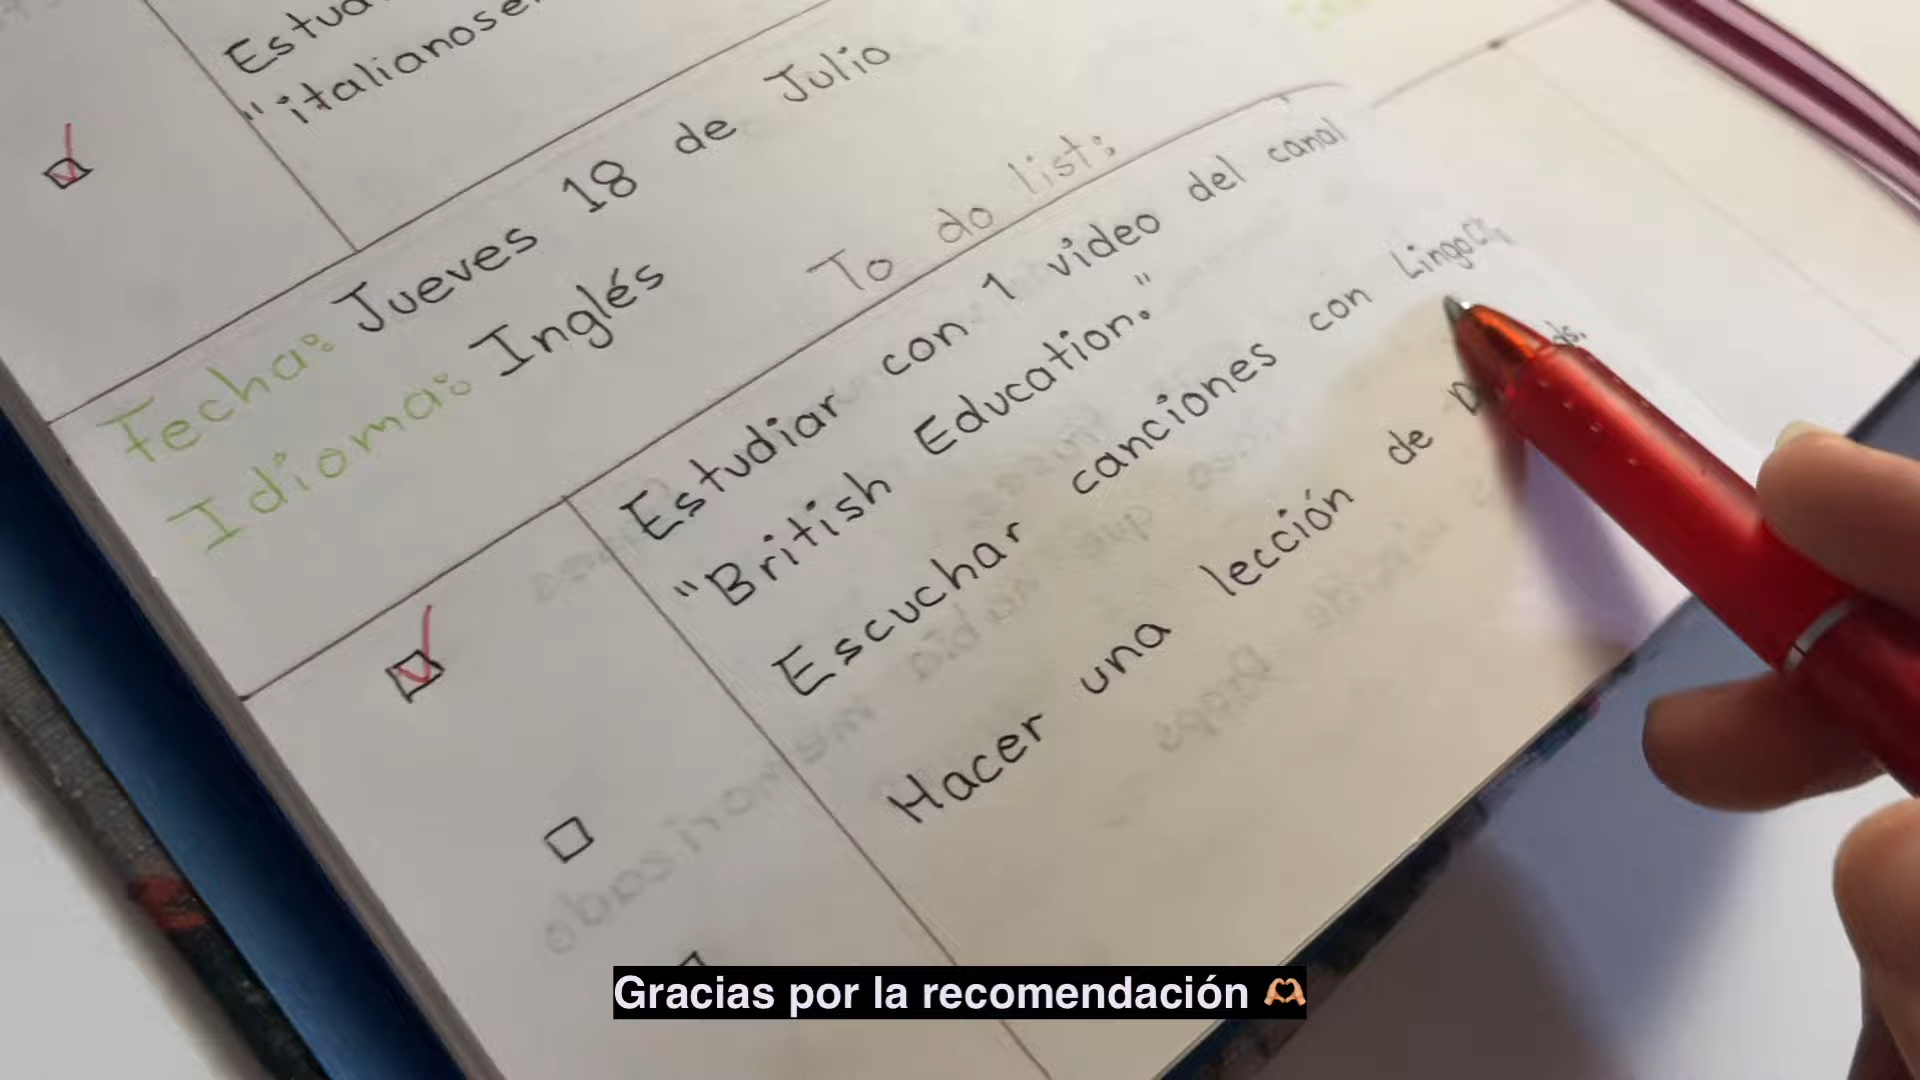 "italianose
Fecha: Jueves 18 de Julio
Idioma: Inglés
To do list:
Estudiar con 1 video del canal
"British Education."
Escuchar canciones con
Hacer una lección de
Gracias por la recomendación 🫶🏼